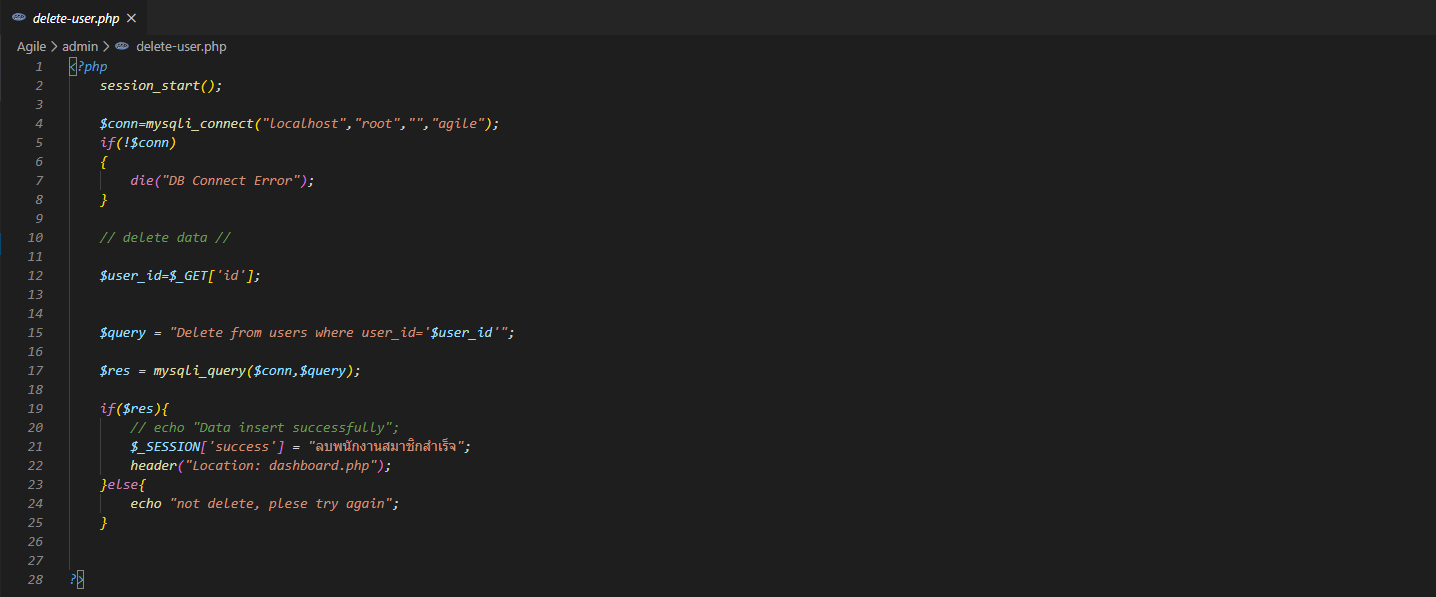 delete-user.php ×
Agile > admin > delete-user.php
1 <?php
2 session_start();
3
4 $conn=mysqli_connect("localhost","root","","agile");
5 if(!$conn)
6 {
7 die("DB Connect Error");
8 }
9
10 // delete data //
11
12 $user_id=$_GET['id'];
13
14
15 $query = "Delete from users where user_id='$user_id'";
16
17 $res = mysqli_query($conn,$query);
18
19 if($res){
20 // echo "Data insert successfully";
21 $_SESSION['success'] = "ลบพนักงานสมาชิกสำเร็จ";
22 header("Location: dashboard.php");
23 }else{
24 echo "not delete, plese try again";
25 }
26
27
28 ?>